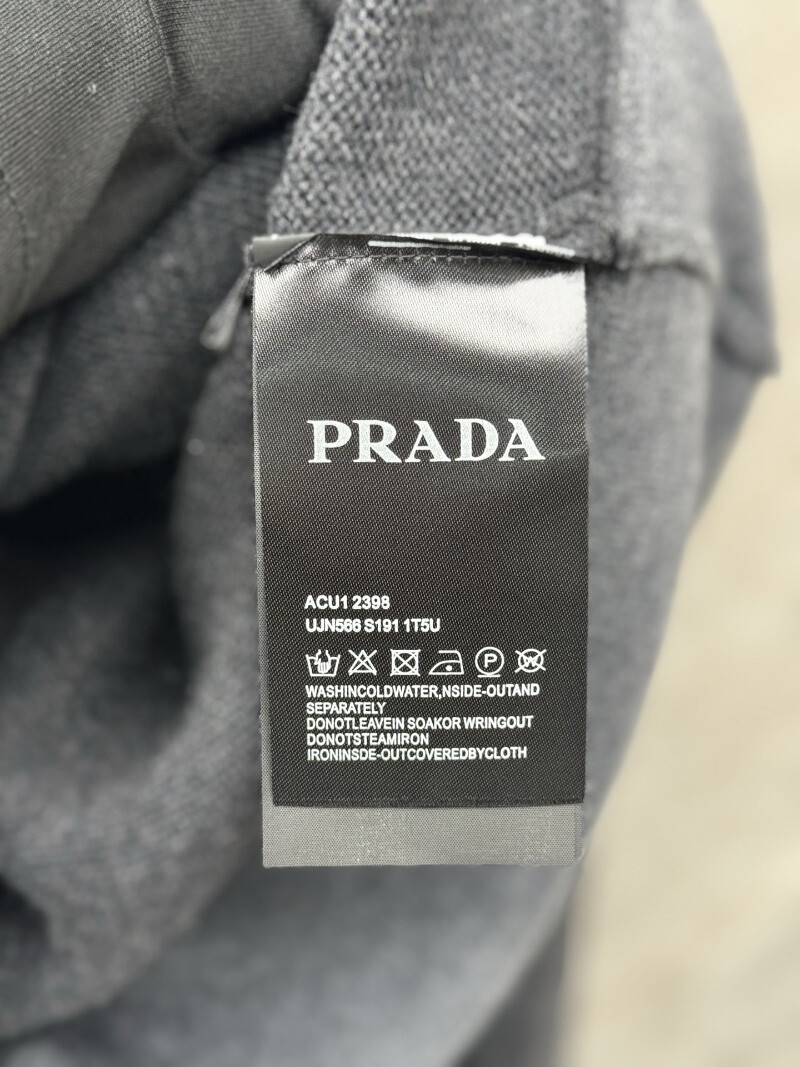 PRADA
ACU1 2398
UJN566 S191 1T5U
WASHINCOLDWATER,NSIDE-OUTAND
SEPARATELY
DONOTLEAVEIN SOAKOR WRINGOUT
DONOTSTEAMIRON
IRONINSDE-OUTCOVEREDBYCLOTH